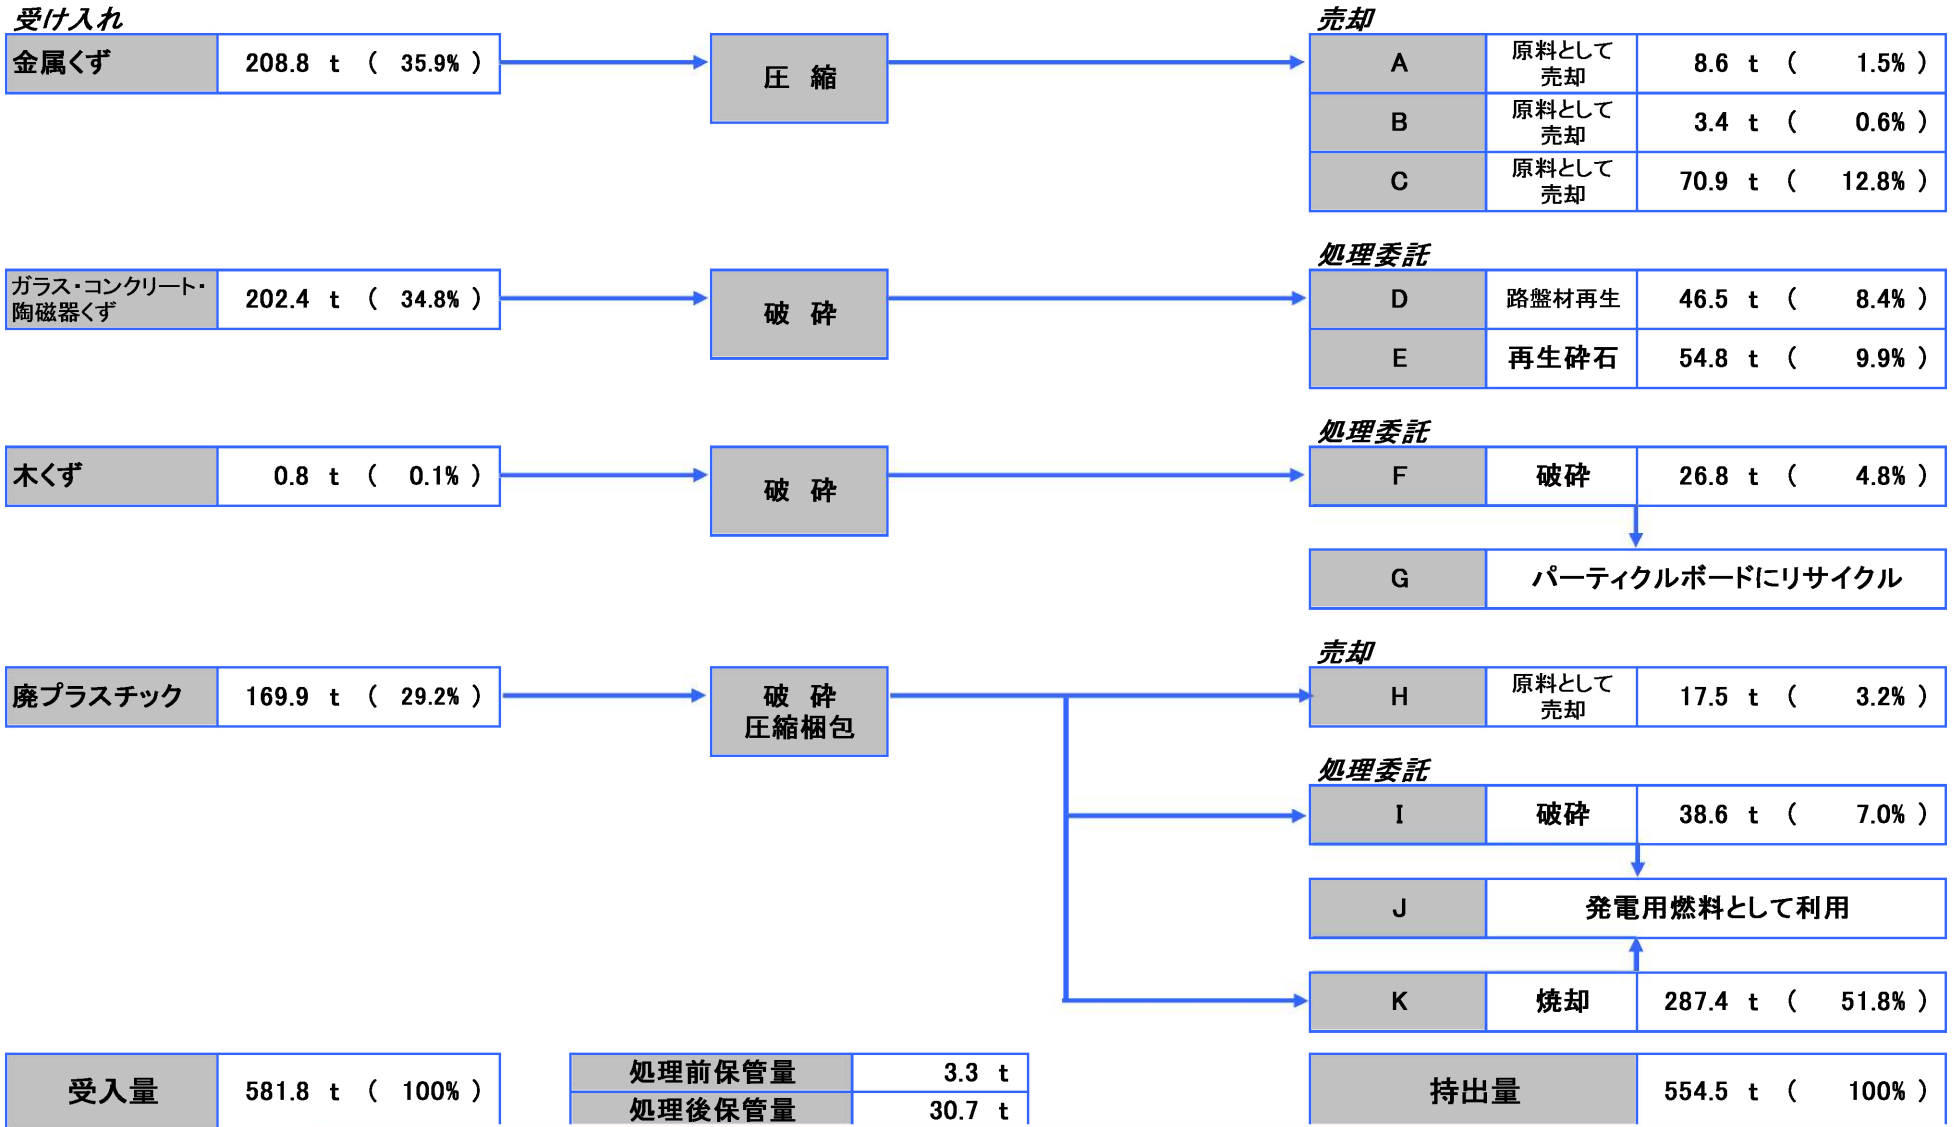 受け入れ
売却
金属くず 208.8 t ( 35.9% )
圧 縮
A 原料として
売却 8.6 t ( 1.5% )
B 原料として
売却 3.4 t ( 0.6% )
C 原料として
売却 70.9 t ( 12.8% )
処理委託
ガラス・コンクリート・
陶磁器くず 202.4 t ( 34.8% )
破 砕
D 路盤材再生 46.5 t ( 8.4% )
E 再生砕石 54.8 t ( 9.9% )
処理委託
木くず 0.8 t ( 0.1% )
破 砕
F 破砕 26.8 t ( 4.8% )
G パーティクルボードにリサイクル
売却
廃プラスチック 169.9 t ( 29.2% )
破 砕
圧縮梱包
H 原料として
売却 17.5 t ( 3.2% )
処理委託
I 破砕 38.6 t ( 7.0% )
J 発電用燃料として利用
K 焼却 287.4 t ( 51.8% )
受入量 581.8 t ( 100% )
処理前保管量 3.3 t
処理後保管量 30.7 t
持出量 554.5 t ( 100% )